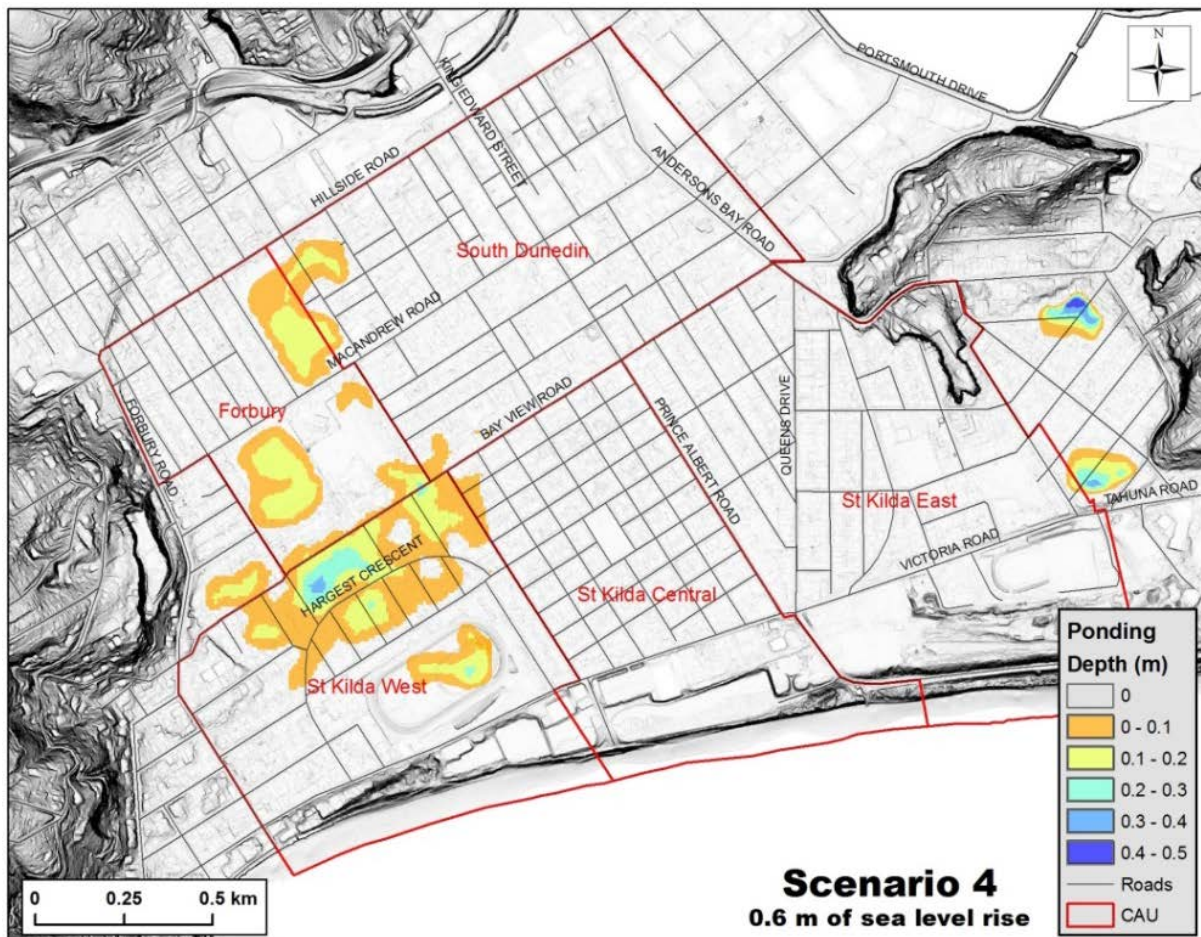 N
PORTSMOUTH DRIVE
KING EDWARD STREET
HILLSIDE ROAD
ANDERSONS BAY ROAD
South Dunedin
MACANDREW ROAD
FORBURY ROAD
Forbury
BAY VIEW ROAD
PRINCE ALBERT ROAD
QUEENS DRIVE
St Kilda East
TAHUNA ROAD
VICTORIA ROAD
HARGEST CRESCENT
St Kilda Central
St Kilda West
Ponding
Depth (m)
0
0 - 0.1
0.1 - 0.2
0.2 - 0.3
0.3 - 0.4
0.4 - 0.5
Roads
CAU
0 0.25 0.5 km
Scenario 4
0.6 m of sea level rise